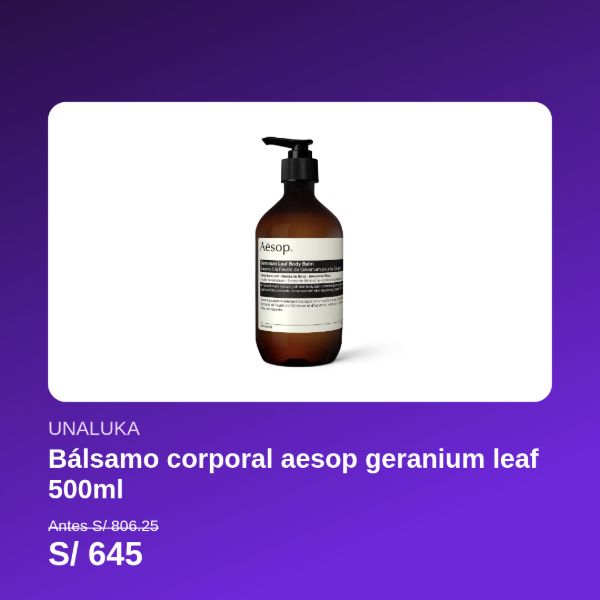 Aēsop.
Geranium Leaf Body Balm
UNALUKA
Bálsamo corporal aesop geranium leaf
500ml
Antes S/ 806.25
S/ 645